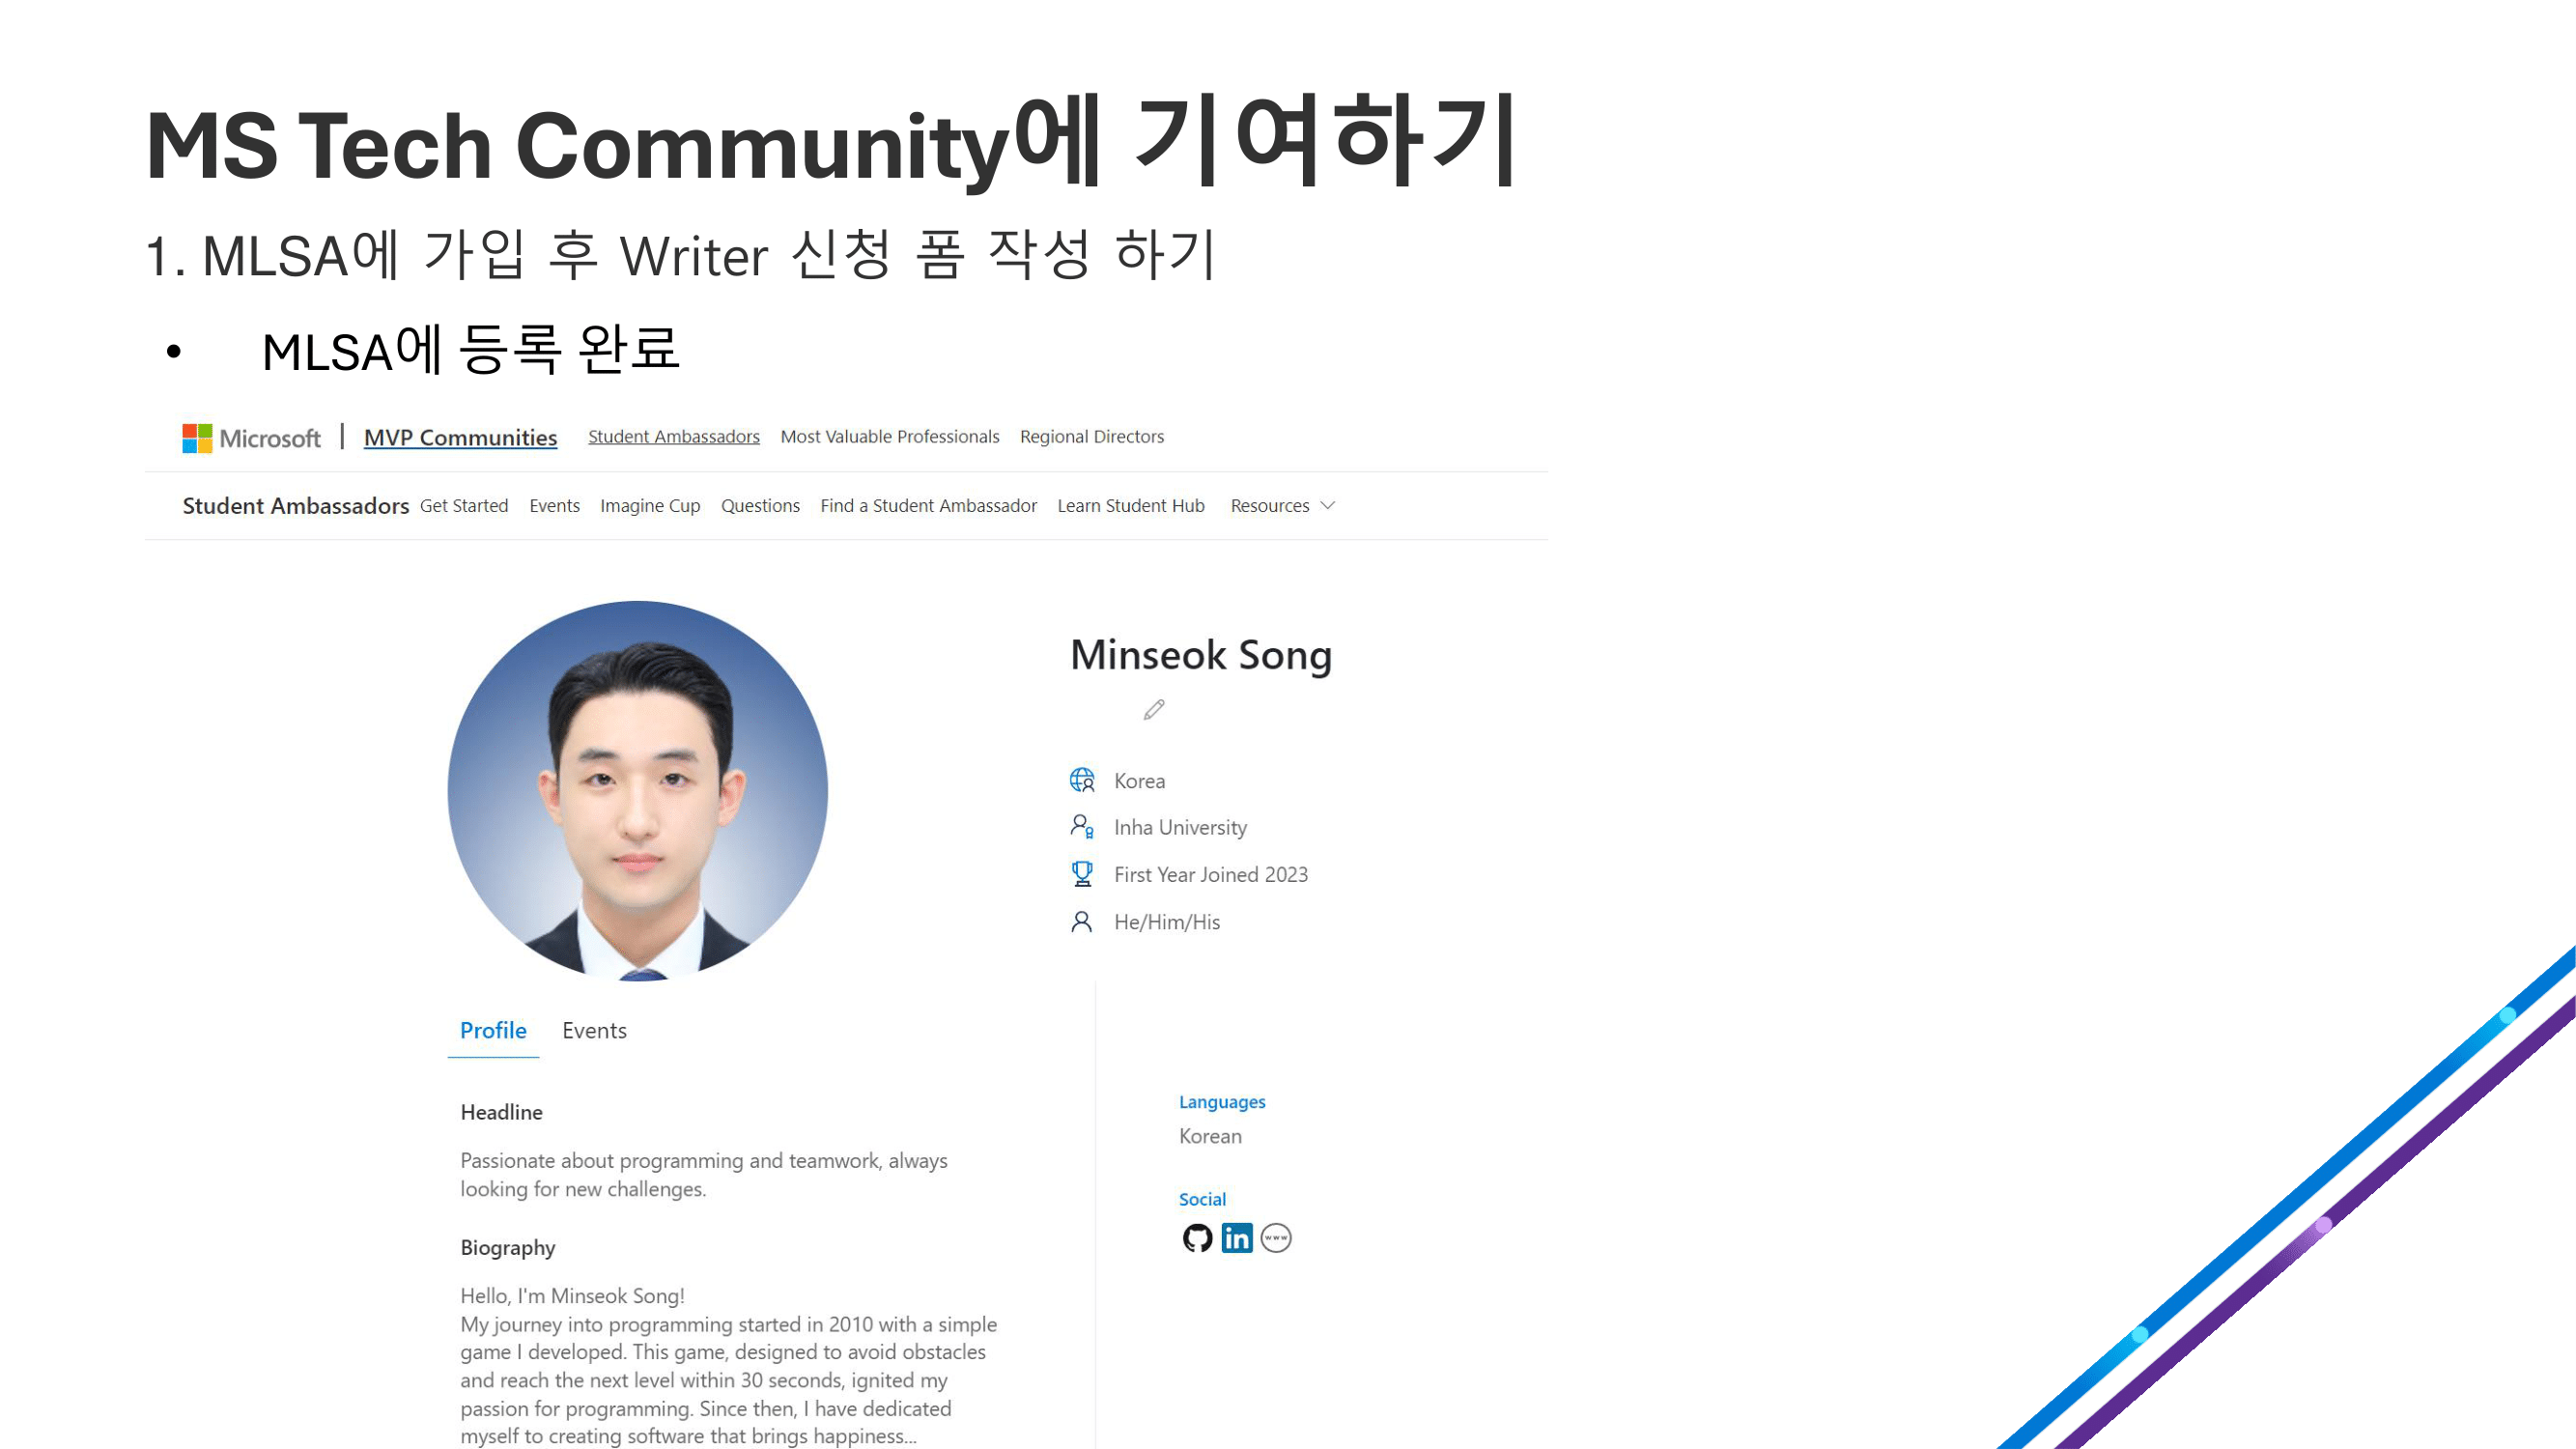 MS Tech Community에 기여하기
1. MLSA에 가입 후 Writer 신청 폼 작성 하기
• MLSA에 등록 완료
Microsoft | MVP Communities Student Ambassadors Most Valuable Professionals Regional Directors
Student Ambassadors Get Started Events Imagine Cup Questions Find a Student Ambassador Learn Student Hub Resources
Minseok Song
Korea
Inha University
First Year Joined 2023
He/Him/His
Profile Events
Headline
Passionate about programming and teamwork, always
looking for new challenges.
Biography
Hello, I'm Minseok Song!
My journey into programming started in 2010 with a simple
game I developed. This game, designed to avoid obstacles
and reach the next level within 30 seconds, ignited my
passion for programming. Since then, I have dedicated
myself to creating software that brings happiness...
Languages
Korean
Social
in
www